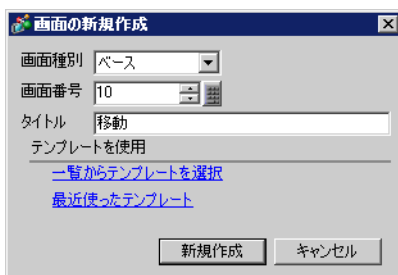 画面の新規作成
画面種別 ベース
画面番号 10
タイトル 移動
テンプレートを使用
一覧からテンプレートを選択
最近使ったテンプレート
新規作成 キャンセル